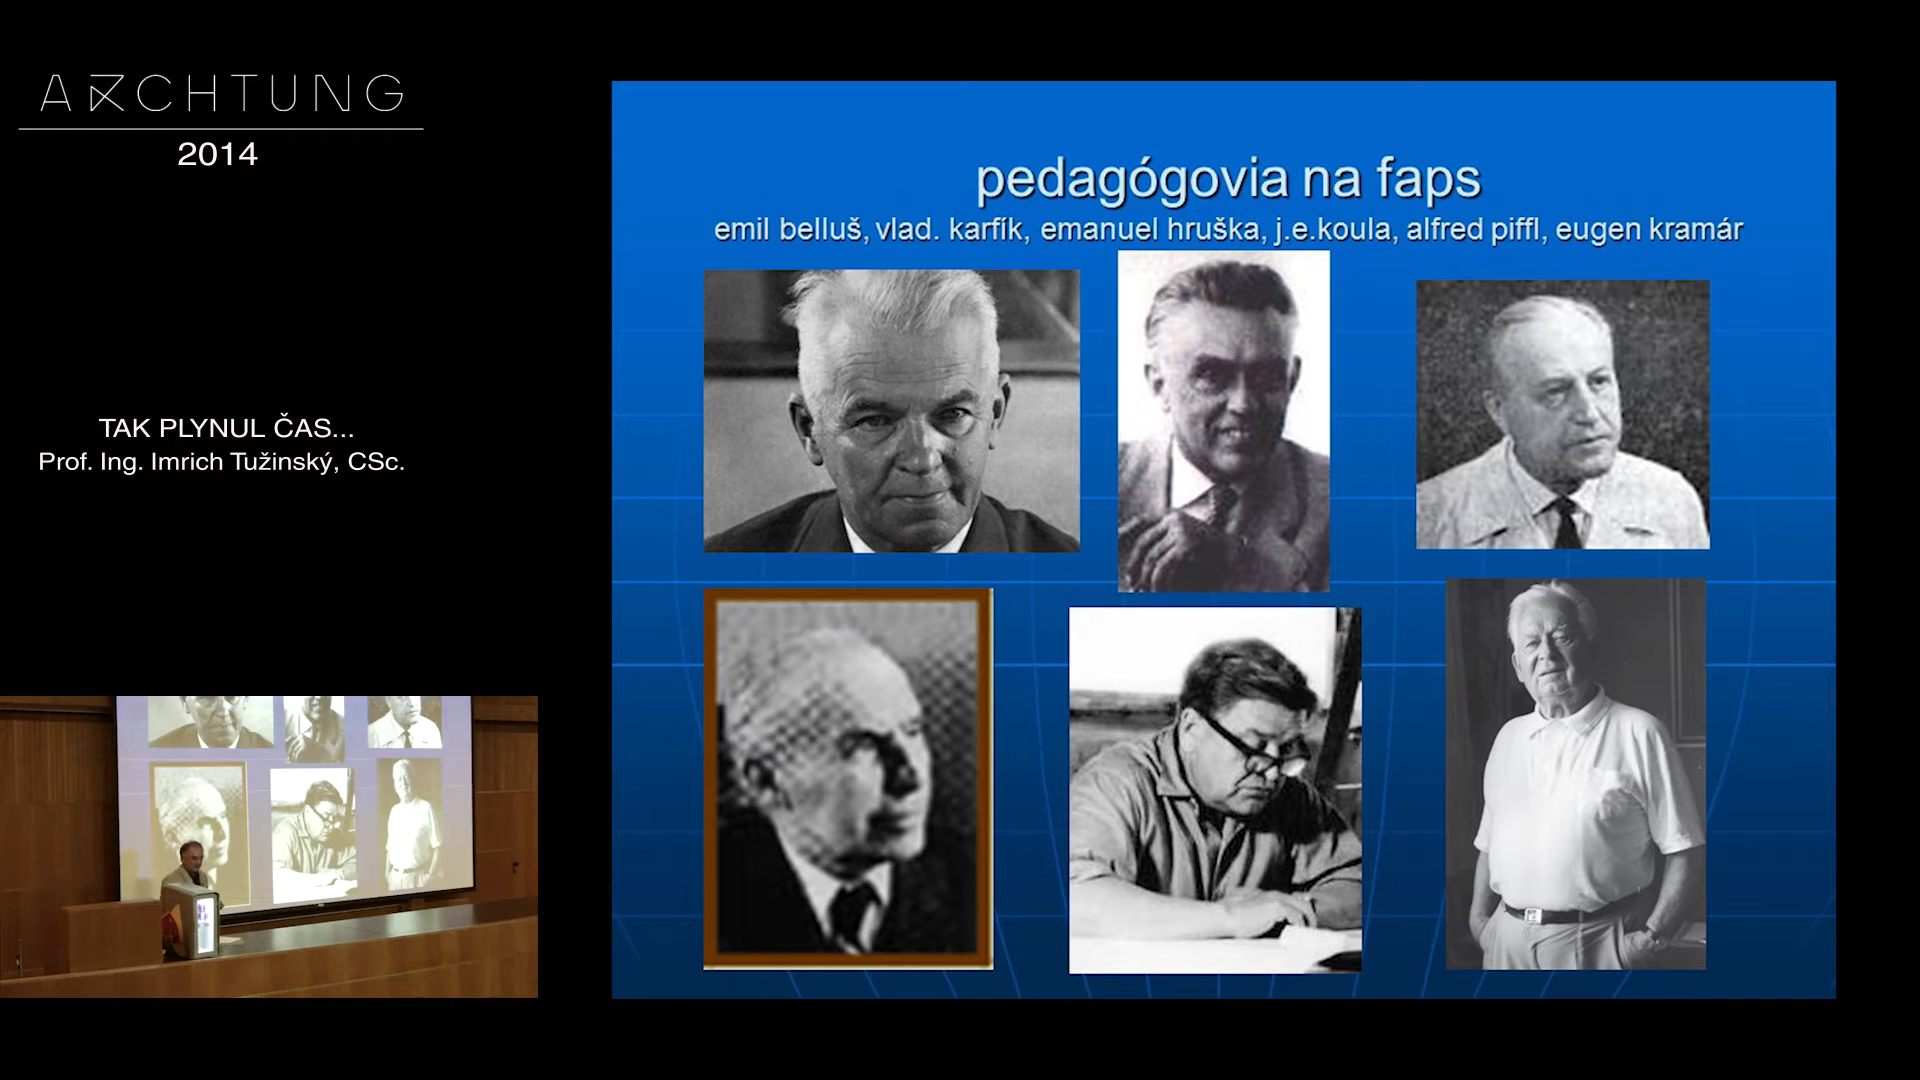 ARCHTUNG
2014
TAK PLYNUL ČAS...
Prof. Ing. Imrich Tužinský, CSc.
pedagógovia na faps
emil belluš, vlad. karfík, emanuel hruška, j.e.koula, alfred piffl, eugen kramár